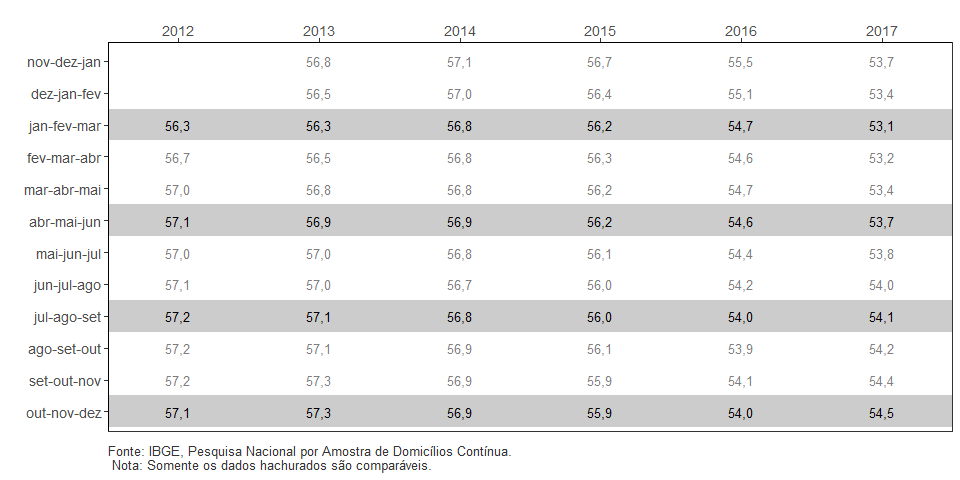 2012 2013 2014 2015 2016 2017
nov-dez-jan 56,8 57,1 56,7 55,5 53,7
dez-jan-fev 56,5 57,0 56,4 55,1 53,4
jan-fev-mar 56,3 56,3 56,8 56,2 54,7 53,1
fev-mar-abr 56,7 56,5 56,8 56,3 54,6 53,2
mar-abr-mai 57,0 56,8 56,8 56,2 54,7 53,4
abr-mai-jun 57,1 56,9 56,9 56,2 54,6 53,7
mai-jun-jul 57,0 57,0 56,8 56,1 54,4 53,8
jun-jul-ago 57,1 57,0 56,7 56,0 54,2 54,0
jul-ago-set 57,2 57,1 56,8 56,0 54,0 54,1
ago-set-out 57,2 57,1 56,9 56,1 53,9 54,2
set-out-nov 57,2 57,3 56,9 55,9 54,1 54,4
out-nov-dez 57,1 57,3 56,9 55,9 54,0 54,5
Fonte: IBGE, Pesquisa Nacional por Amostra de Domicílios Contínua.
Nota: Somente os dados hachurados são comparáveis.